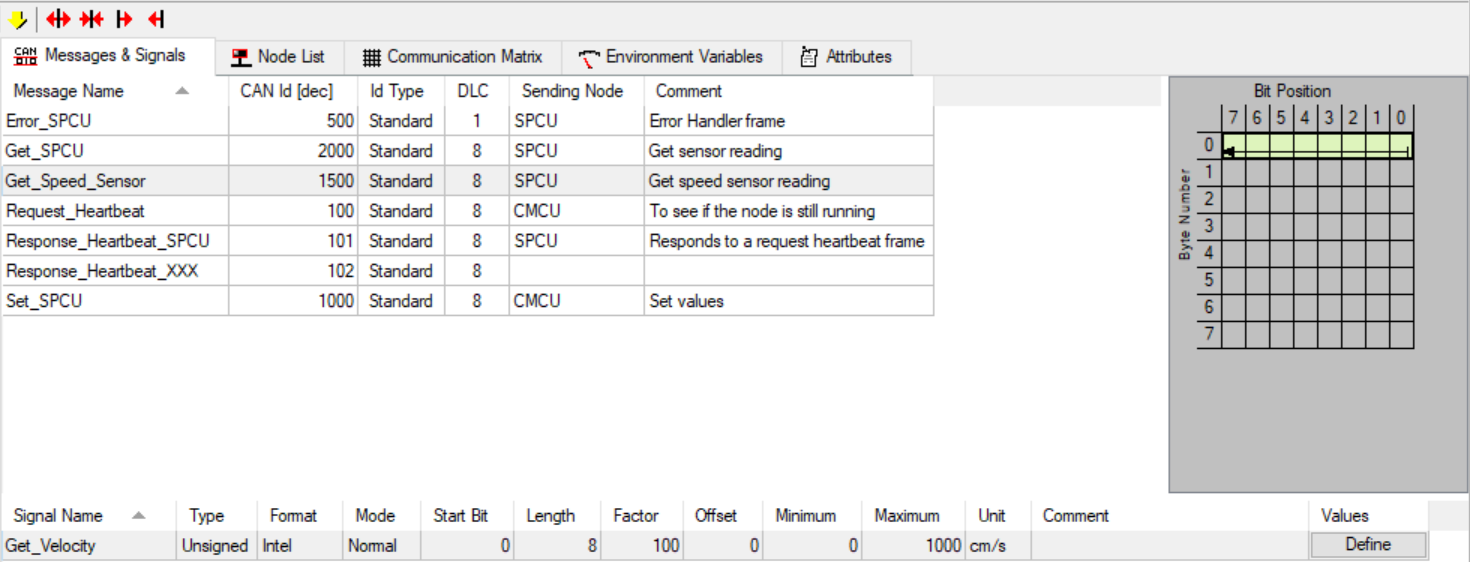 CAN Messages & Signals Node List Communication Matrix Environment Variables Attributes
Message Name CAN Id [dec] Id Type DLC Sending Node Comment
Error_SPCU 500 Standard 1 SPCU Error Handler frame
Get_SPCU 2000 Standard 8 SPCU Get sensor reading
Get_Speed_Sensor 1500 Standard 8 SPCU Get speed sensor reading
Request_Heartbeat 100 Standard 8 CMCU To see if the node is still running
Response_Heartbeat_SPCU 101 Standard 8 SPCU Responds to a request heartbeat frame
Response_Heartbeat_XXX 102 Standard 8
Set_SPCU 1000 Standard 8 CMCU Set values
Bit Position
7 6 5 4 3 2 1 0
Byte Number
0
1
2
3
4
5
6
7
Signal Name Type Format Mode Start Bit Length Factor Offset Minimum Maximum Unit Comment Values
Get_Velocity Unsigned Intel Normal 0 8 100 0 0 1000 cm/s Define